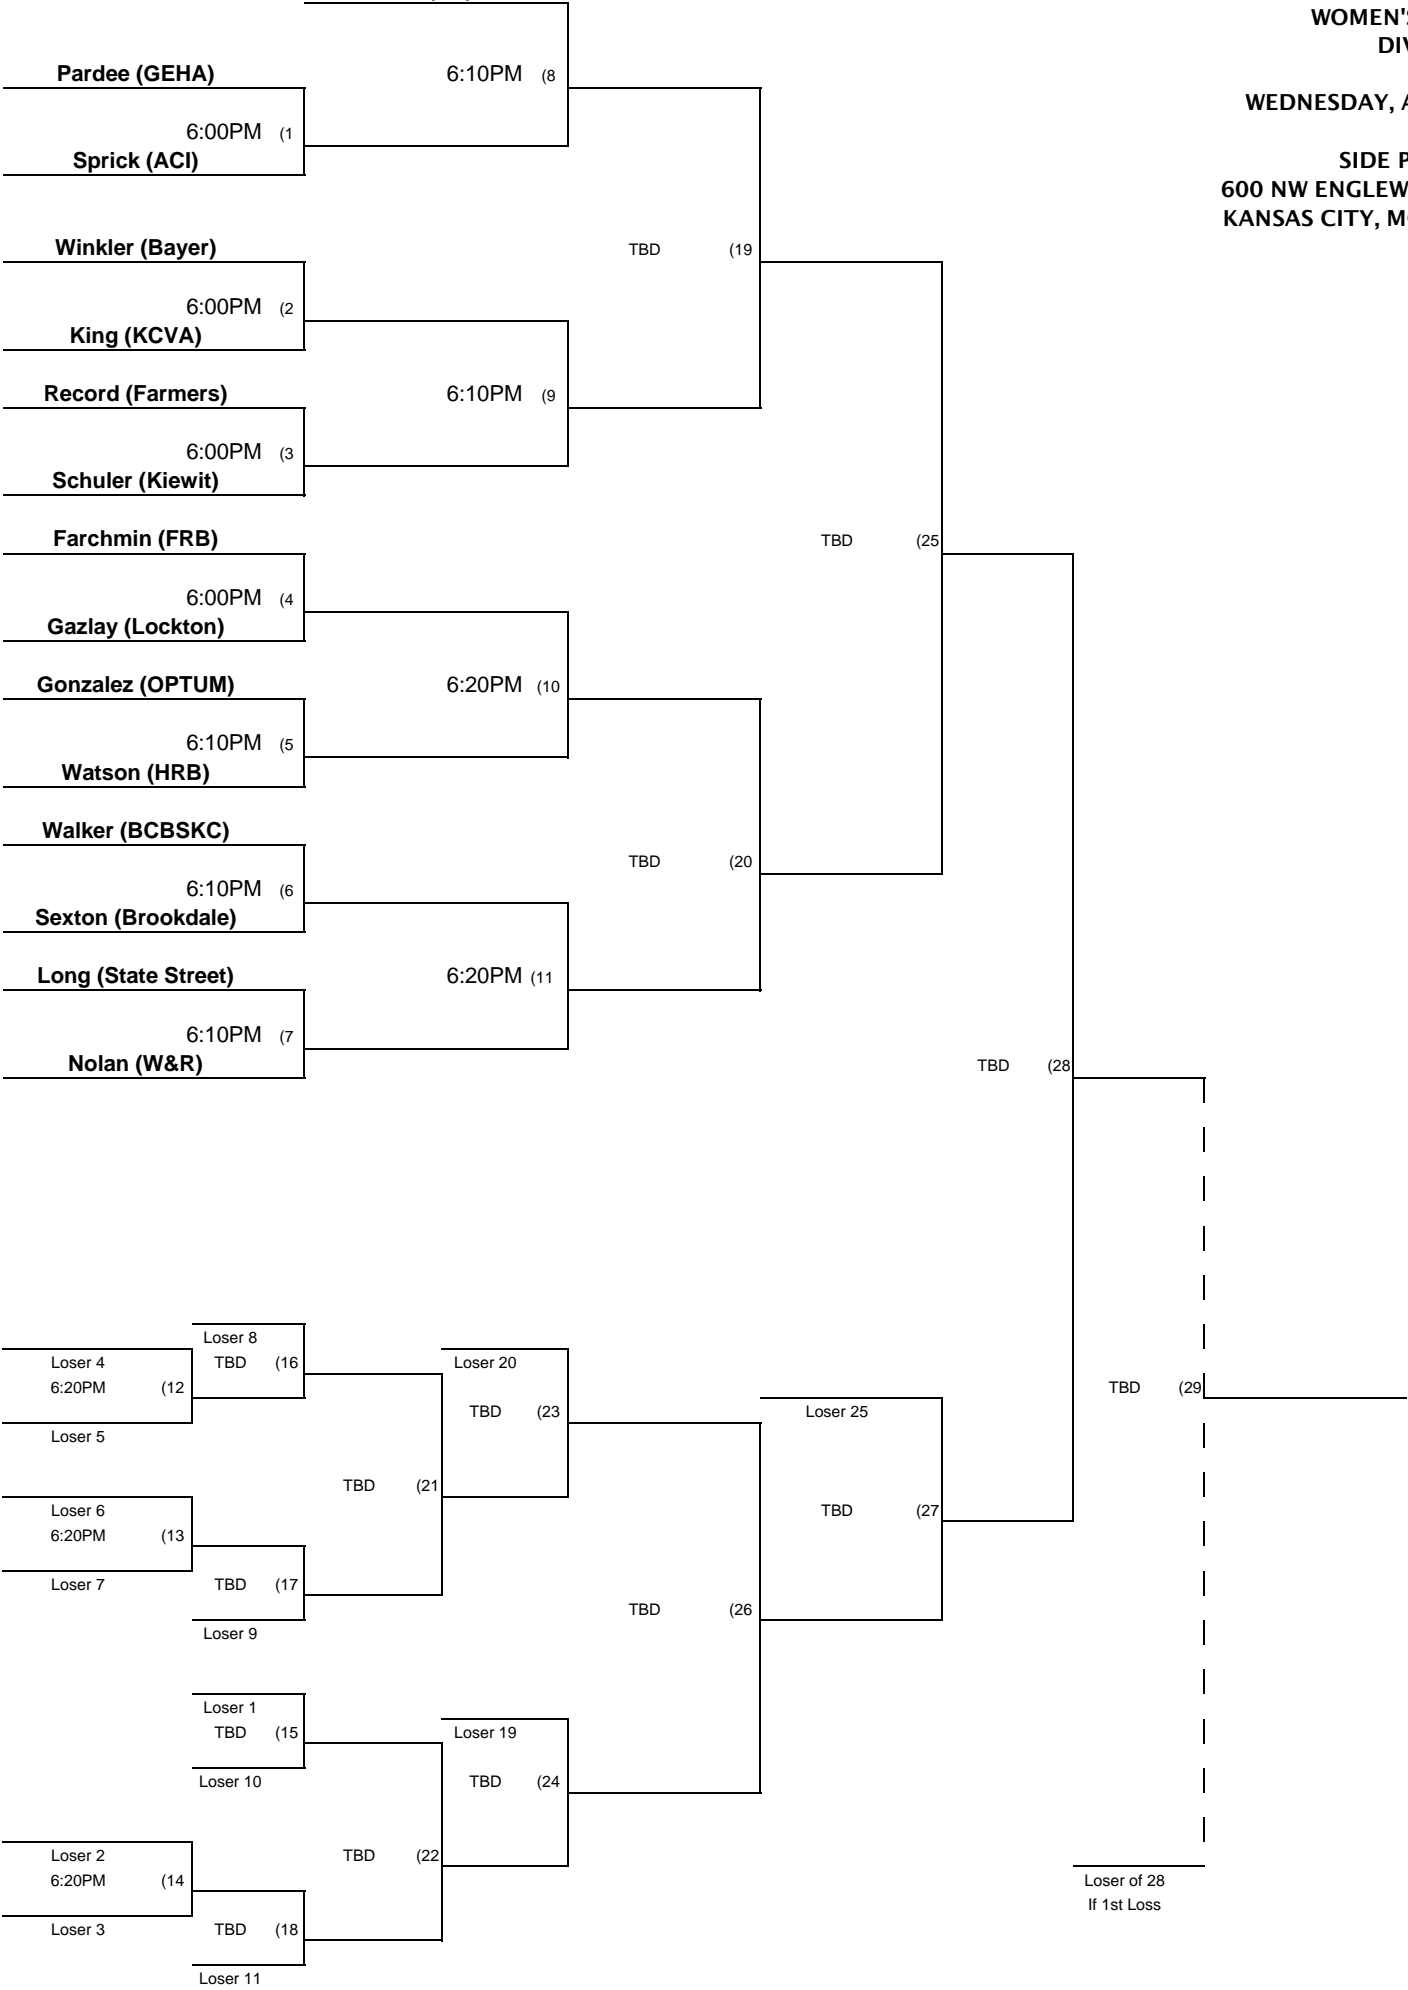 WOMEN'S
DIV
Pardee (GEHA)
6:10PM (8
WEDNESDAY, A
6:00PM (1
Sprick (ACI)
SIDE P
600 NW ENGLEW
KANSAS CITY, M
Winkler (Bayer)
TBD (19
6:00PM (2
King (KCVA)
Record (Farmers)
6:10PM (9
6:00PM (3
Schuler (Kiewit)
Farchmin (FRB)
TBD (25
6:00PM (4
Gazlay (Lockton)
Gonzalez (OPTUM)
6:20PM (10
6:10PM (5
Watson (HRB)
Walker (BCBSKC)
TBD (20
6:10PM (6
Sexton (Brookdale)
Long (State Street)
6:20PM (11
6:10PM (7
Nolan (W&R)
TBD (28
Loser 8
Loser 4
TBD (16
Loser 20
6:20PM (12
TBD (29
TBD (23
Loser 25
Loser 5
TBD (21
Loser 6
TBD (27
6:20PM (13
Loser 7
TBD (17
TBD (26
Loser 9
Loser 1
TBD (15
Loser 19
Loser 10
TBD (24
Loser 2
TBD (22
6:20PM (14
Loser of 28
If 1st Loss
Loser 3
TBD (18
Loser 11